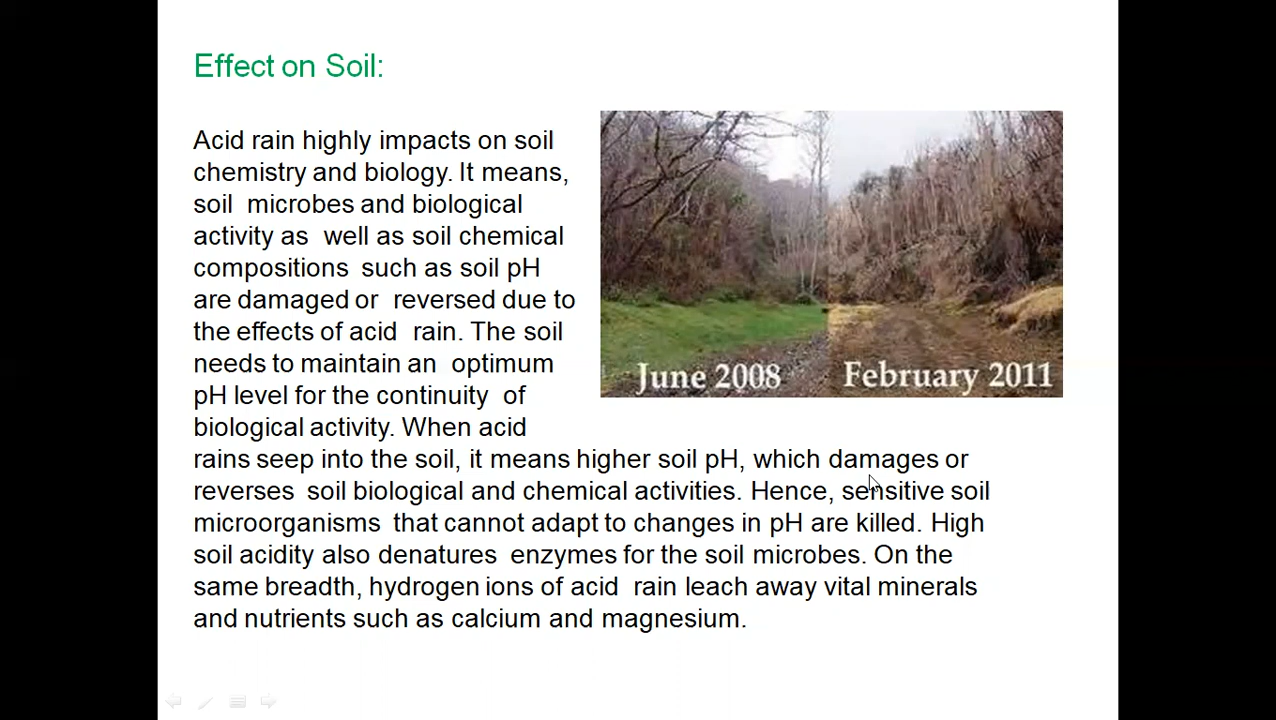 Effect on Soil:
Acid rain highly impacts on soil
chemistry and biology. It means,
soil microbes and biological
activity as well as soil chemical
compositions such as soil pH
are damaged or reversed due to
the effects of acid rain. The soil
needs to maintain an optimum
pH level for the continuity of
biological activity. When acid
rains seep into the soil, it means higher soil pH, which damages or
reverses soil biological and chemical activities. Hence, sensitive soil
microorganisms that cannot adapt to changes in pH are killed. High
soil acidity also denatures enzymes for the soil microbes. On the
same breadth, hydrogen ions of acid rain leach away vital minerals
and nutrients such as calcium and magnesium.
June 2008
February 2011